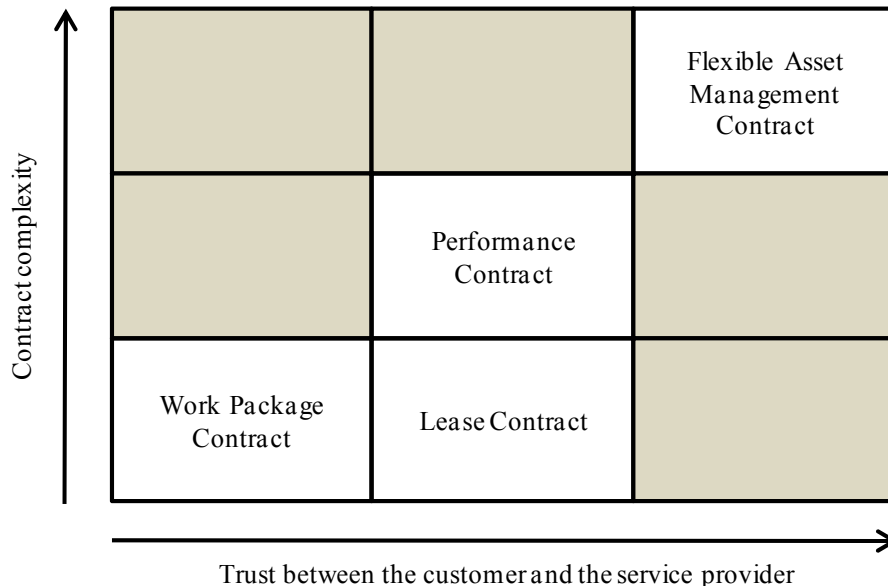 Flexible Asset
Management
Contract
Performance
Contract
Work Package
Contract
Lease Contract
Contract complexity
Trust between the customer and the service provider